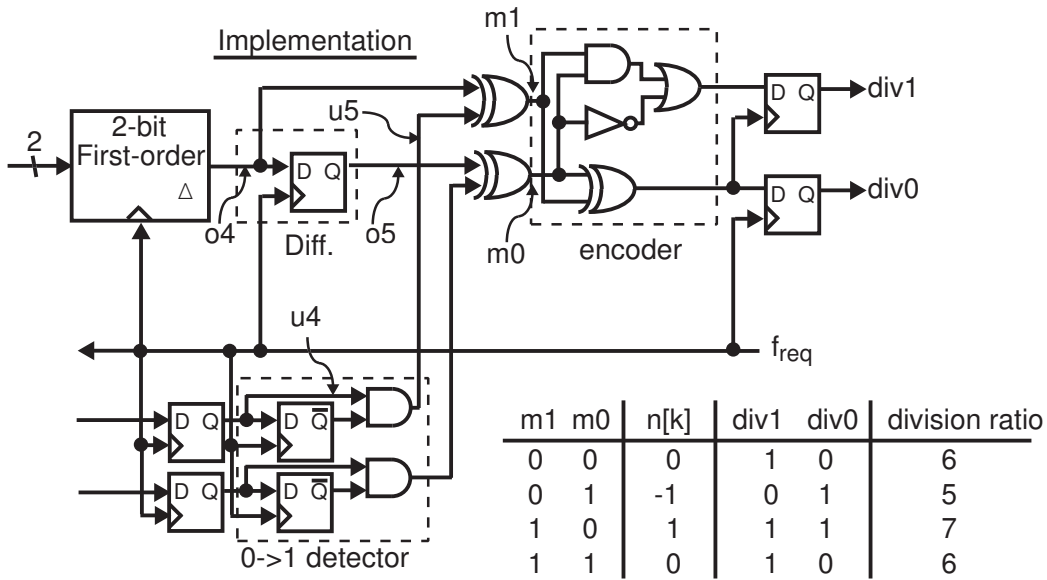 Implementation
m1
2
2-bit
First-order
Δ
u5
D Q
o4
Diff.
o5
m0
encoder
D Q
div1
D Q
div0
u4
freq
D Q
D Q̅
D Q
D Q̅
0->1 detector
m1 m0 n[k] div1 div0 division ratio
0 0 0 1 0 6
0 1 -1 0 1 5
1 0 1 1 1 7
1 1 0 1 0 6